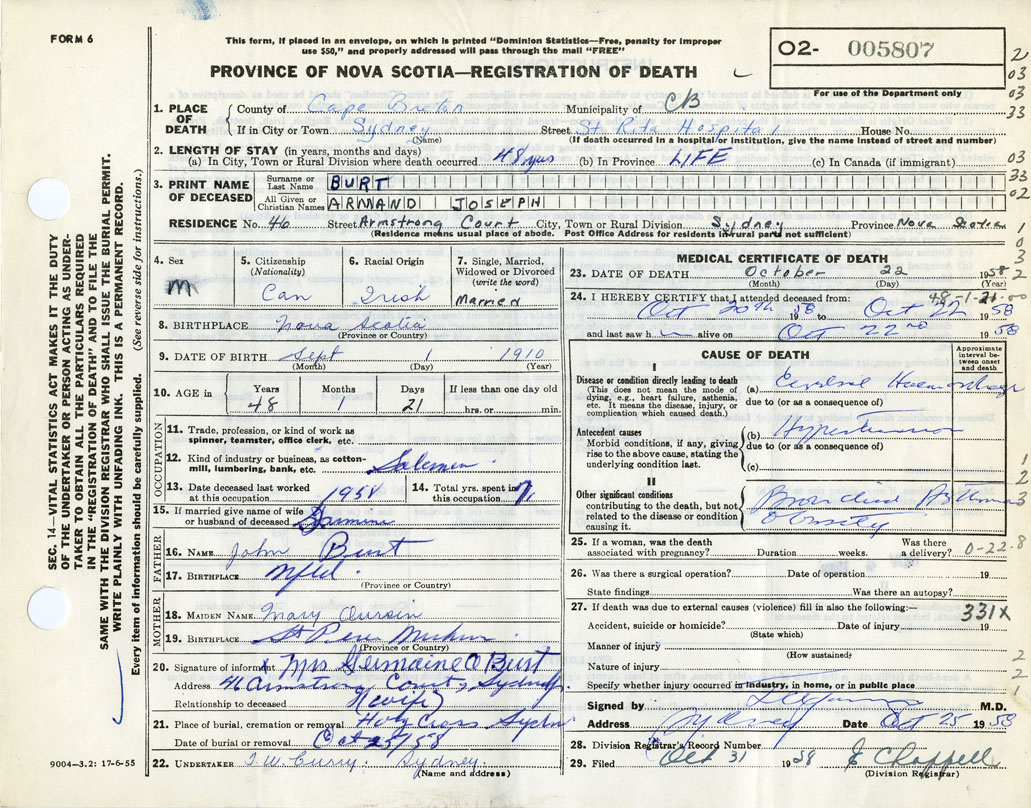 FORM 6
This form, if placed in an envelope, on which is printed "Dominion Statistics—Free, penalty for improper
use $50," and properly addressed will pass through the mail "FREE"
O2- 005807
PROVINCE OF NOVA SCOTIA—REGISTRATION OF DEATH
For use of the Department only
2
03
03
33
03
33
02
1. PLACE OF DEATH
County of Cape Breton Municipality of CB
If in City or Town Sydney Street St Rita Hospital House No.
(Name) (If death occurred in a hospital or institution, give the name instead of street and number)
2. LENGTH OF STAY (in years, months and days)
(a) In City, Town or Rural Division where death occurred 48 yrs (b) In Province LIFE (c) In Canada (if immigrant)
3. PRINT NAME OF DECEASED
Surname or Last Name BURT
All Given or Christian Names ARMAND JOSEPH
RESIDENCE No. 46 Street Armstrong Court City, Town or Rural Division Sydney Province Nova Scotia
(Residence means usual place of abode. Post Office Address for residents in rural parts not sufficient)
4. Sex
M
5. Citizenship
(Nationality)
Can
6. Racial Origin
Irish
7. Single, Married, Widowed or Divorced
(write the word)
Married
8. BIRTHPLACE Nova Scotia
(Province or Country)
9. DATE OF BIRTH Sept 1 1910
(Month) (Day) (Year)
10. AGE in
Years Months Days If less than one day old
48 1 21 hrs. or min.
OCCUPATION
11. Trade, profession, or kind of work as
spinner, teamster, office clerk, etc.
12. Kind of industry or business, as cotton-
mill, lumbering, bank, etc.
13. Date deceased last worked
at this occupation 1958
14. Total yrs. spent in
this occupation
15. If married give name of wife
or husband of deceased
FATHER
16. NAME John Burt
17. BIRTHPLACE Nfld.
(Province or Country)
MOTHER
18. MAIDEN NAME Mary
19. BIRTHPLACE St
(Province or Country)
20. Signature of informant X Mrs Germaine Burt
Address 46 Armstrong Court, Sydney
Relationship to deceased (wife)
21. Place of burial, cremation or removal Holy Cross Sydney
Date of burial or removal Oct 25/58
22. UNDERTAKER T.W. Curry. Sydney.
(Name and address)
MEDICAL CERTIFICATE OF DEATH
23. DATE OF DEATH October 22 1958
(Month) (Day) (Year)
24. I HEREBY CERTIFY that I attended deceased from: 48-1-21-00
Oct 20th 1958 to Oct 22 1958
and last saw h alive on Oct 22nd 1958
CAUSE OF DEATH
Approximate interval between onset and death
I
Disease or condition directly leading to death
(This does not mean the mode of
dying, e.g., heart failure, asthenia,
etc. It means the disease, injury, or
complication which caused death.)
(a) Cerebral Haemorrhage
due to (or as a consequence of)
Antecedent causes
Morbid conditions, if any, giving
rise to the above cause, stating the
underlying condition last.
(b) Hypertension
due to (or as a consequence of)
(c)
II
Other significant conditions
contributing to the death, but not
related to the disease or condition
causing it.
Bronchial Asthma
Obesity
25. If a woman, was the death
associated with pregnancy? Duration weeks. Was there a delivery? 0-22-8
26. Was there a surgical operation? Date of operation 19
State findings Was there an autopsy?
27. If death was due to external causes (violence) fill in also the following:— 331X
Accident, suicide or homicide? Date of injury 19
(State which)
Manner of injury
(How sustained)
Nature of injury
Specify whether injury occurred in industry, in home, or in public place
Signed by M.D.
Address Sydney Date Oct 25 1958
28. Division Registrar's Record Number
29. Filed Oct 31 1958 E Chappell
(Division Registrar)
SEC. 14—VITAL STATISTICS ACT MAKES IT THE DUTY
OF THE UNDERTAKER OR PERSON ACTING AS UNDER-
TAKER TO OBTAIN ALL THE PARTICULARS REQUIRED
IN THE "REGISTRATION OF DEATH" AND TO FILE THE
SAME WITH THE DIVISION REGISTRAR WHO SHALL ISSUE THE BURIAL PERMIT.
WRITE PLAINLY WITH UNFADING INK. THIS IS A PERMANENT RECORD.
Every item of information should be carefully supplied. (See reverse side for instructions.)
9004—3.2: 17-6-55